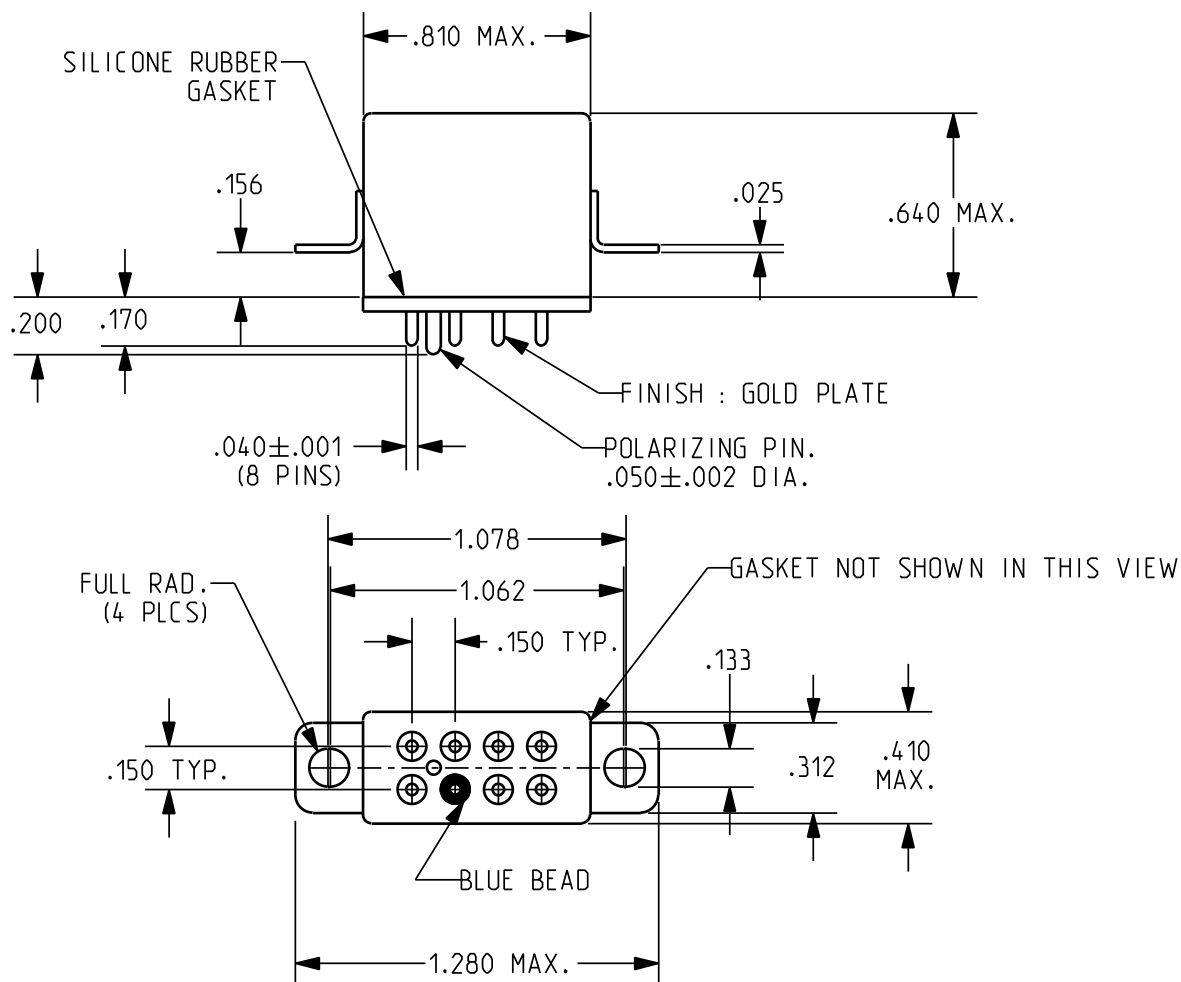 .810 MAX.
SILICONE RUBBER
GASKET
.156
.025
.640 MAX.
.200
.170
FINISH : GOLD PLATE
.040±.001
(8 PINS)
POLARIZING PIN.
.050±.002 DIA.
1.078
GASKET NOT SHOWN IN THIS VIEW
FULL RAD.
(4 PLCS)
1.062
.150 TYP.
.133
.150 TYP.
.312
.410
MAX.
BLUE BEAD
1.280 MAX.